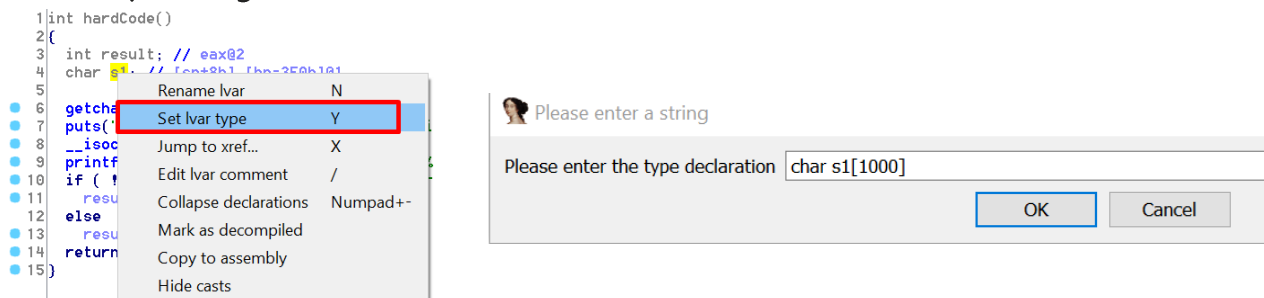 1 int hardCode()
2 {
3 int result; // eax@2
4 char s1; // [sp+8h] [bp-3F0h]@1
5
6 getcha
7 puts("
8 __isoc
9 printf
10 if ( !
11 resu
12 else
13 resu
14 return
15 }
Rename lvar N
Set lvar type Y
Jump to xref... X
Edit lvar comment /
Collapse declarations Numpad+-
Mark as decompiled
Copy to assembly
Hide casts
Please enter a string
Please enter the type declaration char s1[1000]
OK Cancel